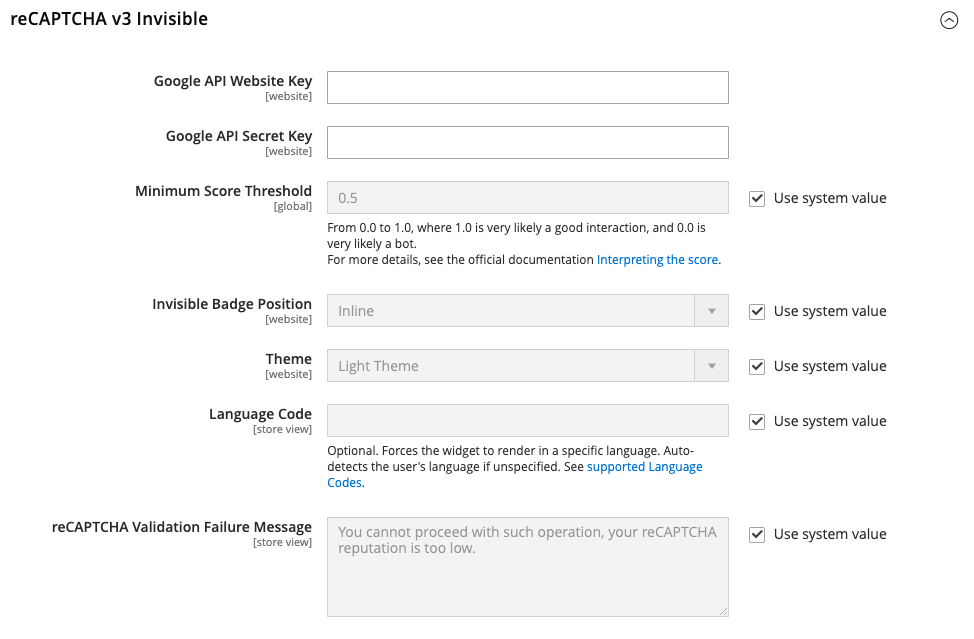 reCAPTCHA v3 Invisible
Google API Website Key
[website]
Google API Secret Key
[website]
Minimum Score Threshold
[global]
0.5
Use system value
From 0.0 to 1.0, where 1.0 is very likely a good interaction, and 0.0 is
very likely a bot.
For more details, see the official documentation Interpreting the score.
Invisible Badge Position
[website]
Inline
Use system value
Theme
[website]
Light Theme
Use system value
Language Code
[store view]
Use system value
Optional. Forces the widget to render in a specific language. Auto-
detects the user's language if unspecified. See supported Language
Codes.
reCAPTCHA Validation Failure Message
[store view]
You cannot proceed with such operation, your reCAPTCHA
reputation is too low.
Use system value